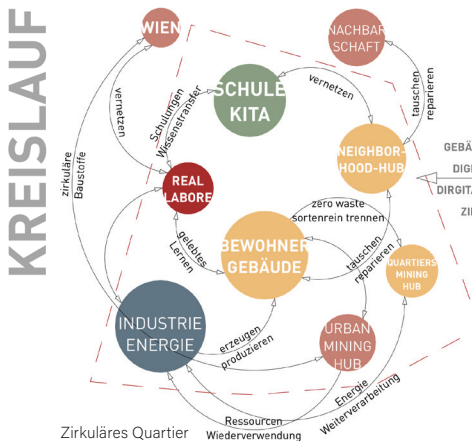 KREISLAUF
WIEN
NACHBAR
SCHAFT
SCHULE
KITA
vernetzen
tauschen
reparieren
vernetzen
Schulungen
Wissenstransfer
zirkuläre
Baustoffe
NEIGHBOR-
HOOD-HUB
GEBÄ
DIGI
DIRGITA
ZI
REAL
LABORE
zero waste
sortenrein trennen
gelebtes
Lernen
BEWOHNER
GEBÄUDE
tauschen
reparieren
QUARTIERS
MINING
HUB
INDUSTRIE
ENERGIE
erzeugen
produzieren
URBAN
MINING
HUB
Energie
Weiterverarbeitung
Ressourcen
Wiederverwendung
Zirkuläres Quartier